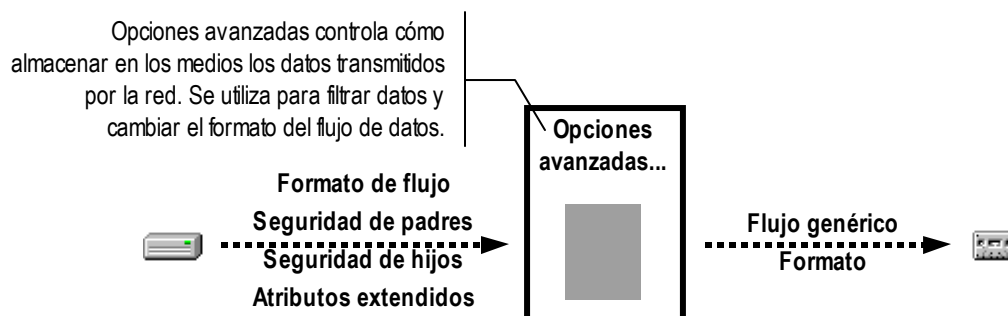 Opciones avanzadas controla cómo
almacenar en los medios los datos transmitidos
por la red. Se utiliza para filtrar datos y
cambiar el formato del flujo de datos.
Opciones
avanzadas...
Formato de flujo
Seguridad de padres
Seguridad de hijos
Atributos extendidos
Flujo genérico
Formato